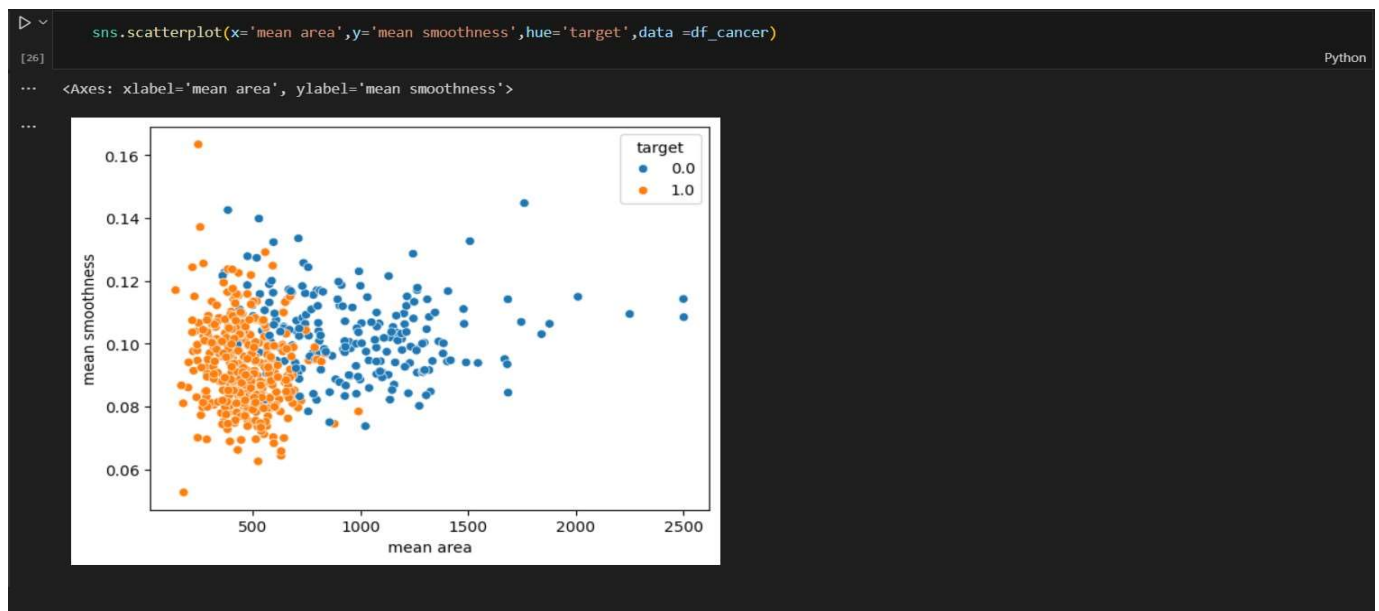 sns.scatterplot(x='mean area',y='mean smoothness',hue='target',data =df_cancer)
[26]
Python
... <Axes: xlabel='mean area', ylabel='mean smoothness'>
...
target
0.0
1.0
0.16
0.14
0.12
0.10
0.08
0.06
mean smoothness
500 1000 1500 2000 2500
mean area